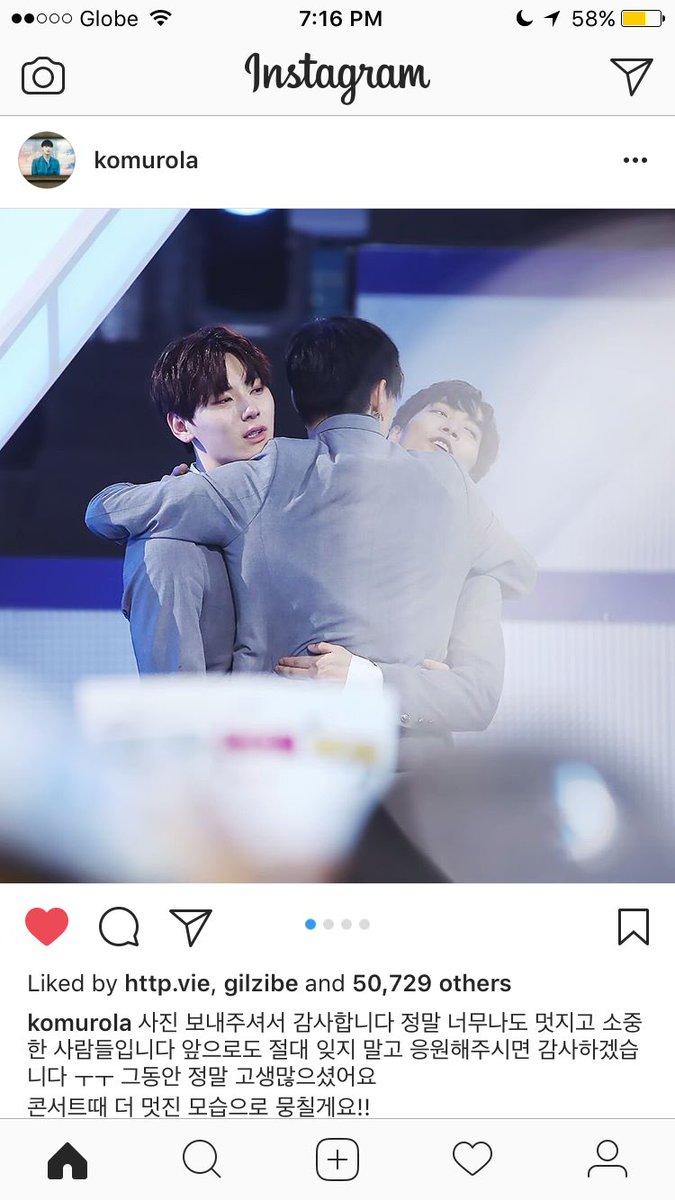 Globe
7:16 PM
58%
Instagram
komurola
Liked by http.vie, gilzibe and 50,729 others
komurola 사진 보내주셔서 감사합니다 정말 너무나도 멋지고 소중
한 사람들입니다 앞으로도 절대 잊지 말고 응원해주시면 감사하겠습
니다 ㅜㅜ 그동안 정말 고생많으셨어요
콘서트때 더 멋진 모습으로 뭉칠게요!!